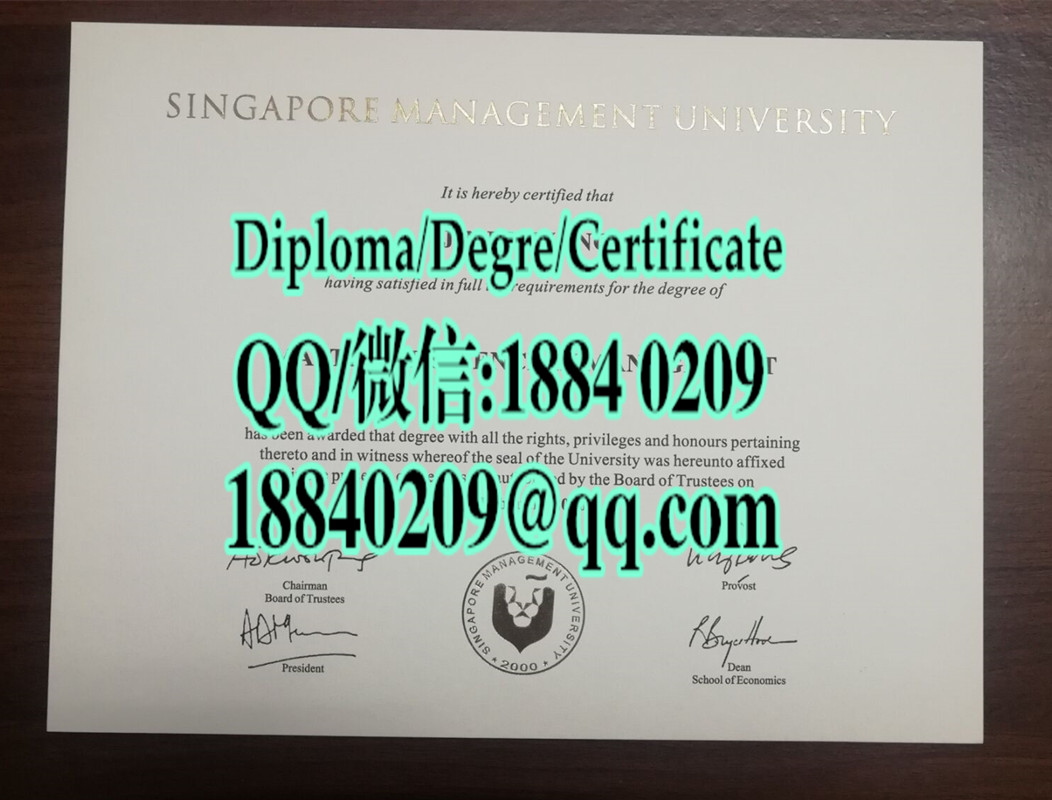 SINGAPORE MANAGEMENT UNIVERSITY
It is hereby certified that
Diploma/Degre/Certificate
having satisfied in full requirements for the degree of
QQ/微信:1884 0209
has been awarded that degree with all the rights, privileges and honours pertaining
thereto and in witness whereof the seal of the University was hereunto affixed
by the Board of Trustees on
18840209@qq.com
Chairman
Board of Trustees
Provost
SINGAPORE MANAGEMENT UNIVERSITY
2000
President
Dean
School of Economics